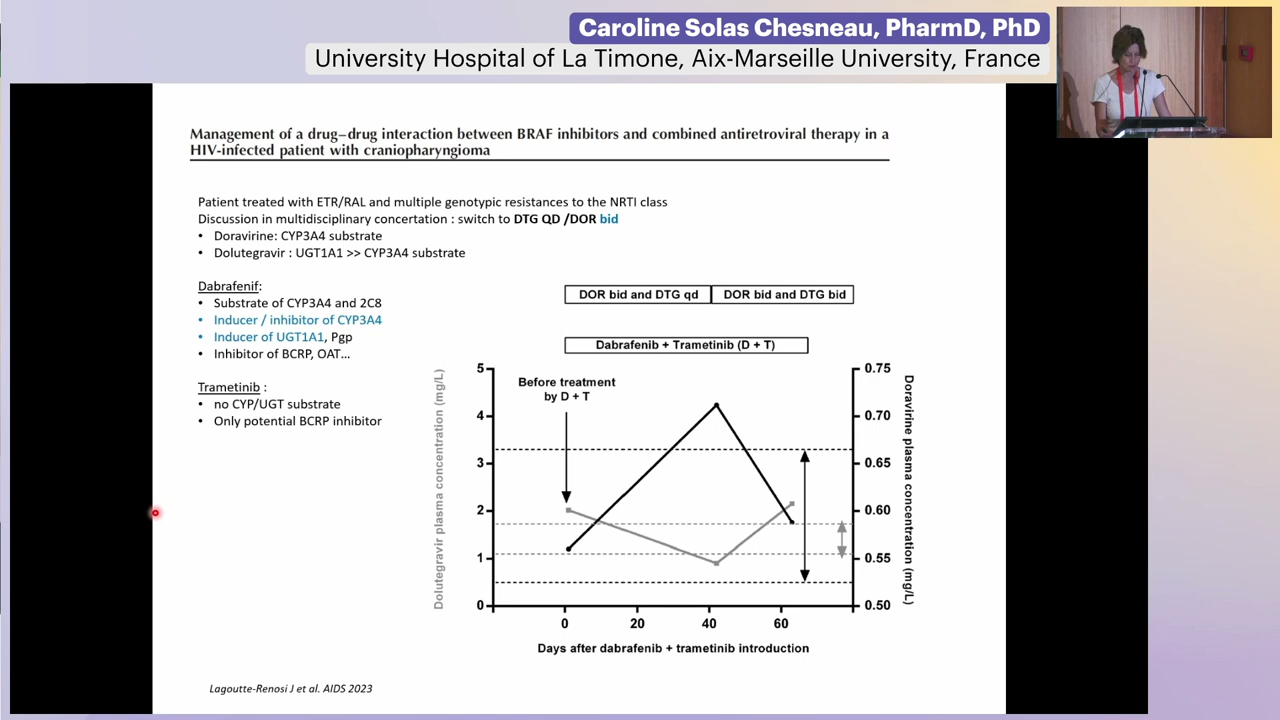 Caroline Solas Chesneau, PharmD, PhD
University Hospital of La Timone, Aix-Marseille University, France
Management of a drug–drug interaction between BRAF inhibitors and combined antiretroviral therapy in a
HIV-infected patient with craniopharyngioma
Patient treated with ETR/RAL and multiple genotypic resistances to the NRTI class
Discussion in multidisciplinary concertation : switch to DTG QD /DOR bid
• Doravirine: CYP3A4 substrate
• Dolutegravir : UGT1A1 >> CYP3A4 substrate
Dabrafenif:
• Substrate of CYP3A4 and 2C8
• Inducer / inhibitor of CYP3A4
• Inducer of UGT1A1, Pgp
• Inhibitor of BCRP, OAT...
Trametinib :
• no CYP/UGT substrate
• Only potential BCRP inhibitor
DOR bid and DTG qd
DOR bid and DTG bid
Dabrafenib + Trametinib (D + T)
Before treatment
by D + T
Dolutegravir plasma concentration (mg/L)
5
4
3
2
1
0
0.75
0.70
0.65
0.60
0.55
0.50
Doravirine plasma concentration (mg/L)
0
20
40
60
Days after dabrafenib + trametinib introduction
Lagoutte-Renosi J et al. AIDS 2023